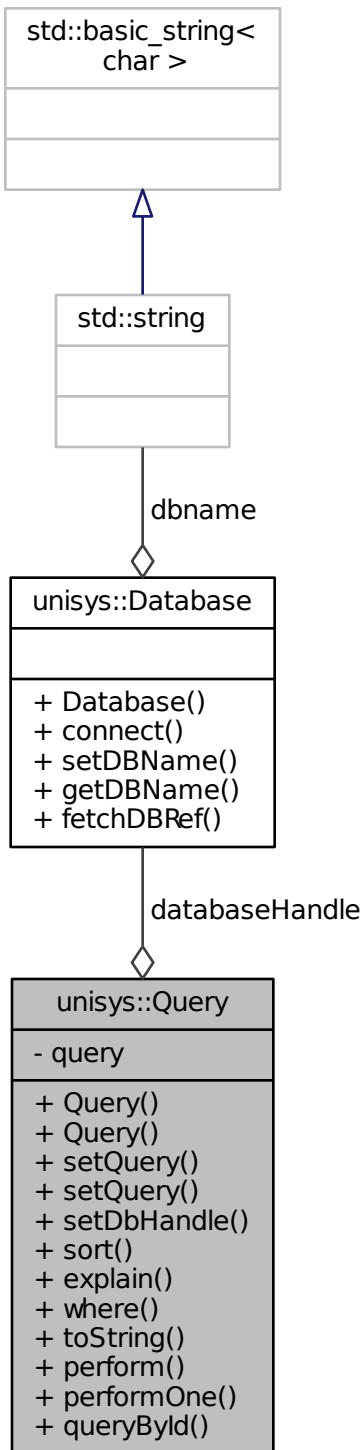 std::basic_string<
char >
std::string
dbname
unisys::Database
+ Database()
+ connect()
+ setDBName()
+ getDBName()
+ fetchDBRef()
databaseHandle
unisys::Query
- query
+ Query()
+ Query()
+ setQuery()
+ setQuery()
+ setDbHandle()
+ sort()
+ explain()
+ where()
+ toString()
+ perform()
+ performOne()
+ queryById()